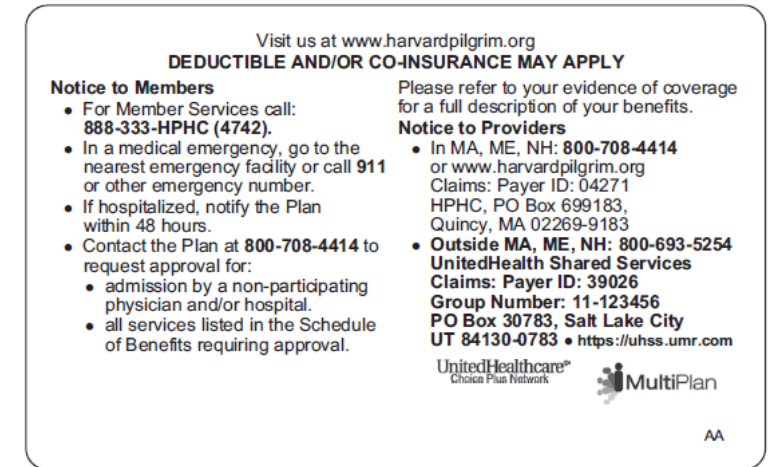 Visit us at www.harvardpilgrim.org
DEDUCTIBLE AND/OR CO-INSURANCE MAY APPLY
Notice to Members
• For Member Services call:
888-333-HPHC (4742).
• In a medical emergency, go to the
nearest emergency facility or call 911
or other emergency number.
• If hospitalized, notify the Plan
within 48 hours.
• Contact the Plan at 800-708-4414 to
request approval for:
• admission by a non-participating
physician and/or hospital.
• all services listed in the Schedule
of Benefits requiring approval.
Please refer to your evidence of coverage
for a full description of your benefits.
Notice to Providers
• In MA, ME, NH: 800-708-4414
or www.harvardpilgrim.org
Claims: Payer ID: 04271
HPHC, PO Box 699183,
Quincy, MA 02269-9183
• Outside MA, ME, NH: 800-693-5254
UnitedHealth Shared Services
Claims: Payer ID: 39026
Group Number: 11-123456
PO Box 30783, Salt Lake City
UT 84130-0783 • https://uhss.umr.com
UnitedHealthcare℠
Choice Plus Network
MultiPlan
AA